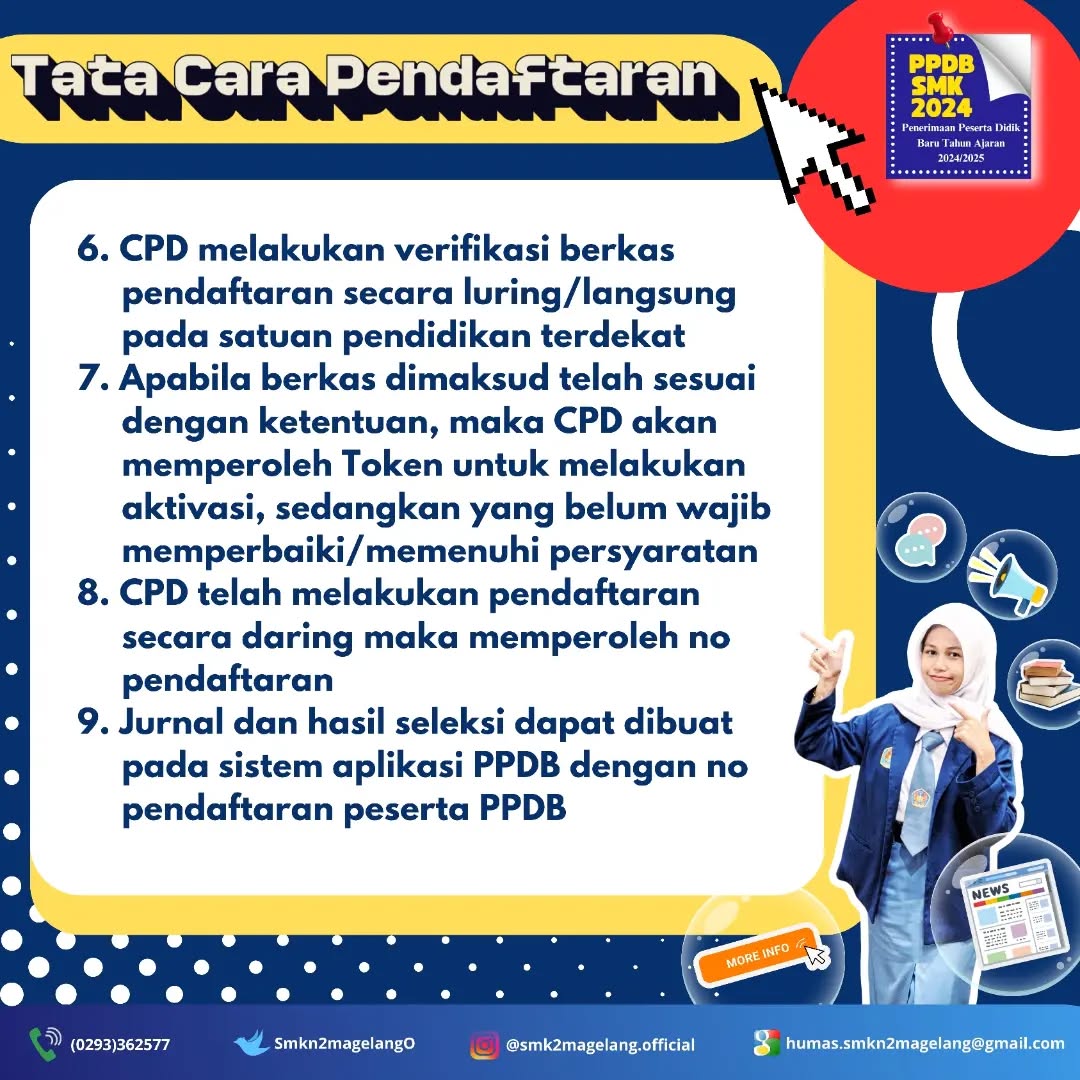 Tata Cara Pendaftaran
PPDB
SMK
2024
Penerimaan Peserta Didik
Baru Tahun Ajaran
2024/2025
6. CPD melakukan verifikasi berkas
pendaftaran secara luring/langsung
pada satuan pendidikan terdekat
7. Apabila berkas dimaksud telah sesuai
dengan ketentuan, maka CPD akan
memperoleh Token untuk melakukan
aktivasi, sedangkan yang belum wajib
memperbaiki/memenuhi persyaratan
8. CPD telah melakukan pendaftaran
secara daring maka memperoleh no
pendaftaran
9. Jurnal dan hasil seleksi dapat dibuat
pada sistem aplikasi PPDB dengan no
pendaftaran peserta PPDB
NEWS
MORE INFO
(0293)362577
Smkn2magelangO
@smk2magelang.official
humas.smkn2magelang@gmail.com